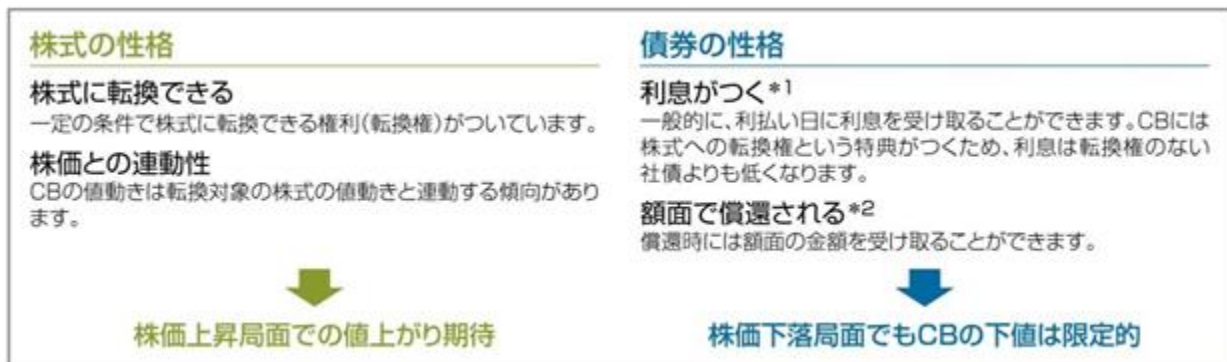 株式の性格
株式に転換できる
一定の条件で株式に転換できる権利(転換権)がついています。
株価との連動性
CBの値動きは転換対象の株式の値動きと連動する傾向があり
ます。
株価上昇局面での値上がり期待
債券の性格
利息がつく*1
一般的に、利払い日に利息を受け取ることができます。CBには
株式への転換権という特典がつくため、利息は転換権のない
社債よりも低くなります。
額面で償還される*2
償還時には額面の金額を受け取ることができます。
株価下落局面でもCBの下値は限定的